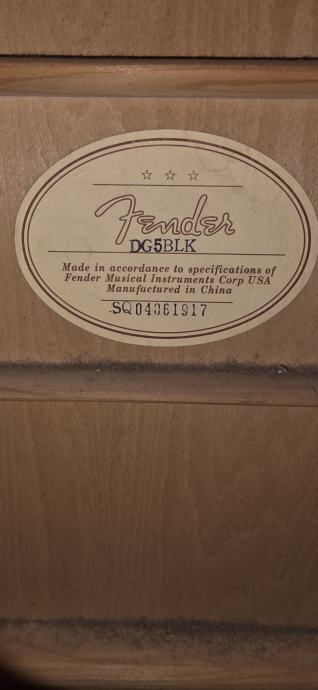 Fender
DG5BLK
Made in accordance to specifications of
Fender Musical Instruments Corp USA
Manufactured in China
SQ04061917